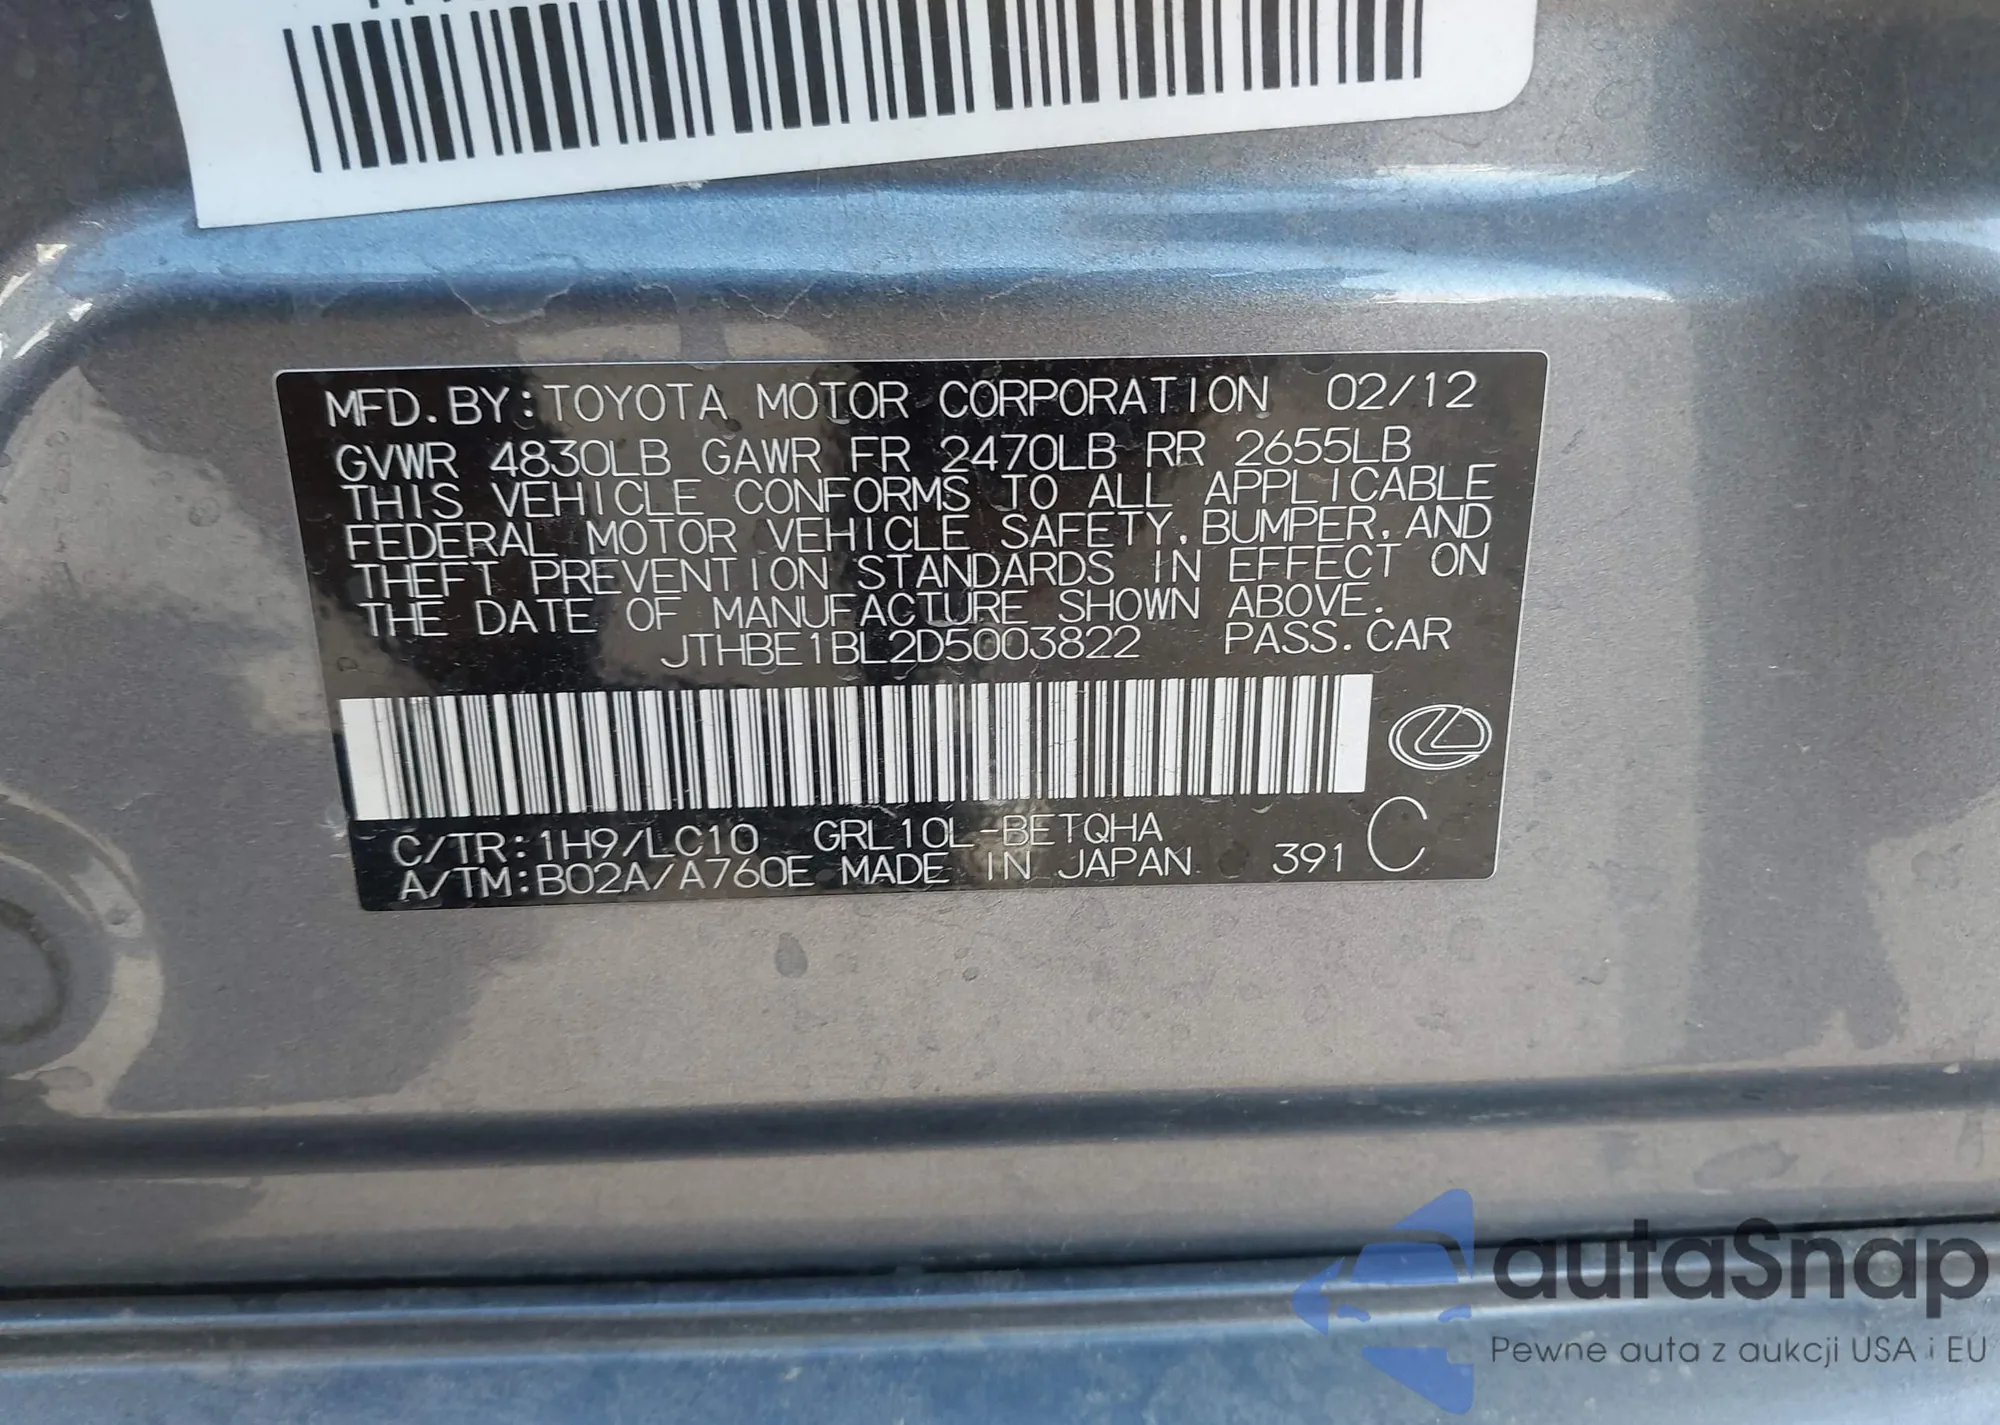 MFD.BY:TOYOTA MOTOR CORPORATION 02/12
GVWR 4830LB GAWR FR 2470LB RR 2655LB
THIS VEHICLE CONFORMS TO ALL APPLICABLE
FEDERAL MOTOR VEHICLE SAFETY, BUMPER, AND
THEFT PREVENTION STANDARDS IN EFFECT ON
THE DATE OF MANUFACTURE SHOWN ABOVE.
JTHBE1BL2D5003822 PASS.CAR
C/TR:1H9/LC10 GRL10L-BETQHA
A/TM:B02A/A760E MADE IN JAPAN 391 C
autaSnap
Pewne auta z aukcji USA i EU